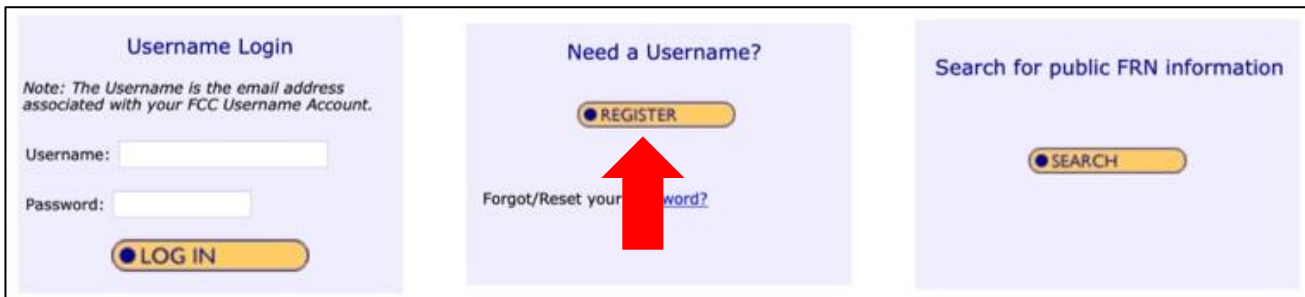 Username Login
Note: The Username is the email address
associated with your FCC Username Account.
Username:
Password:
LOG IN
Need a Username?
REGISTER
Forgot/Reset your word?
Search for public FRN information
SEARCH